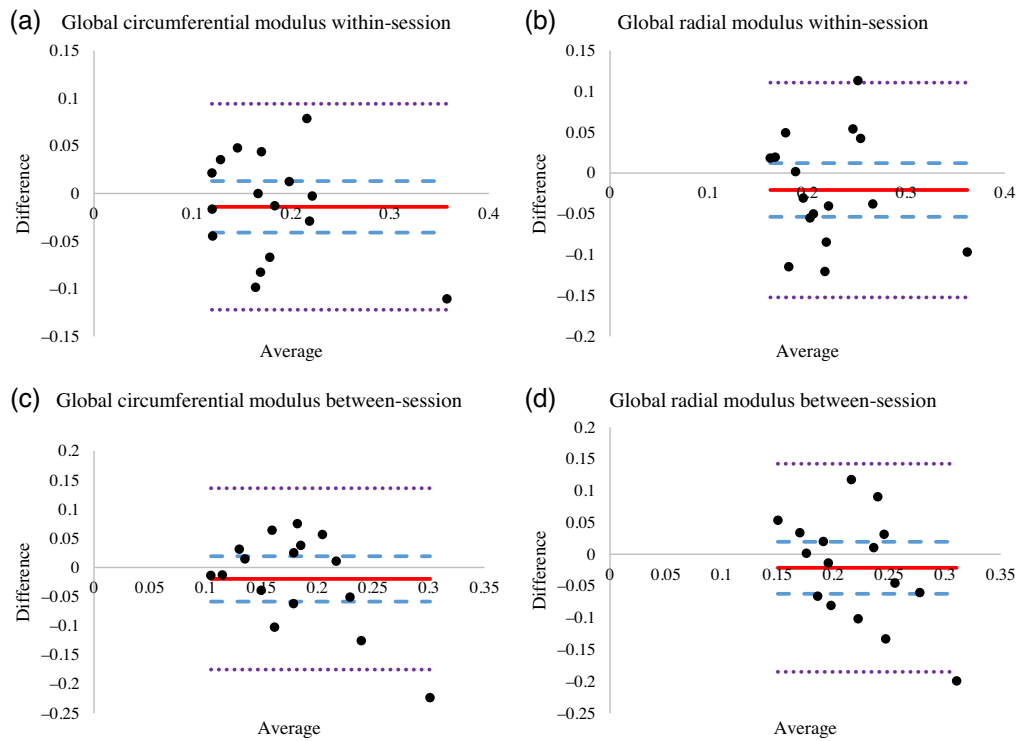 (a) Global circumferential modulus within-session
0.15
0.1
0.05
0
−0.05
−0.1
−0.15
0 0.1 0.2 0.3 0.4
Difference
Average
(b) Global radial modulus within-session
0.15
0.1
0.05
0
−0.05
−0.1
−0.15
−0.2
0 0.1 0.2 0.3 0.4
Difference
Average
(c) Global circumferential modulus between-session
0.2
0.15
0.1
0.05
0
−0.05
−0.1
−0.15
−0.2
−0.25
0 0.05 0.1 0.15 0.2 0.25 0.3 0.35
Difference
Average
(d) Global radial modulus between-session
0.2
0.15
0.1
0.05
0
−0.05
−0.1
−0.15
−0.2
−0.25
0 0.05 0.1 0.15 0.2 0.25 0.3 0.35
Difference
Average